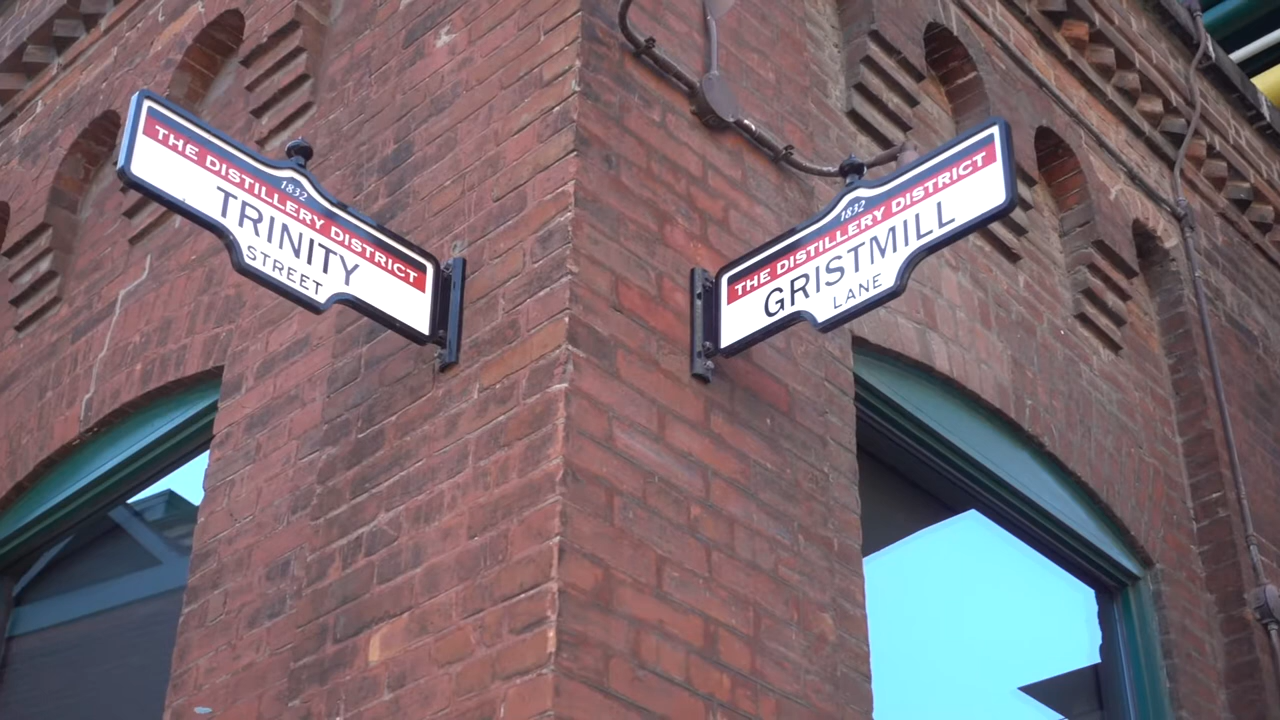 1832
THE DISTILLERY DISTRICT
TRINITY
STREET
1832
THE DISTILLERY DISTRICT
GRISTMILL
LANE